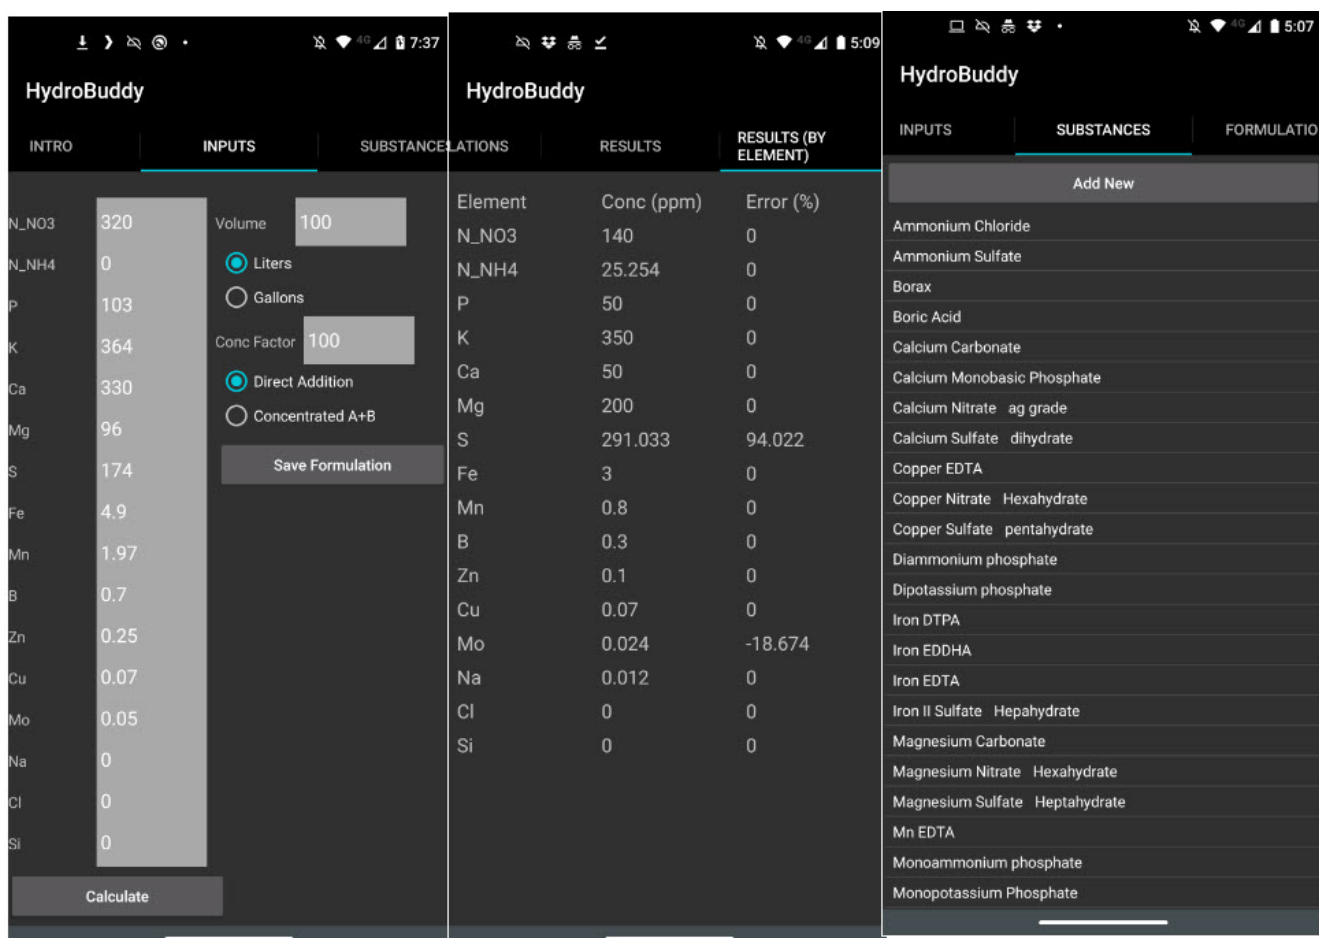 4G 7:37
HydroBuddy
INTRO INPUTS SUBSTANCE
N_NO3 320
N_NH4 0
P 103
K 364
Ca 330
Mg 96
S 174
Fe 4.9
Mn 1.97
B 0.7
Zn 0.25
Cu 0.07
Mo 0.05
Na 0
Cl 0
Si 0
Calculate
Volume 100
Liters
Gallons
Conc Factor 100
Direct Addition
Concentrated A+B
Save Formulation
4G 5:09
HydroBuddy
LATIONS RESULTS RESULTS (BY
ELEMENT)
Element Conc (ppm) Error (%)
N_NO3 140 0
N_NH4 25.254 0
P 50 0
K 350 0
Ca 50 0
Mg 200 0
S 291.033 94.022
Fe 3 0
Mn 0.8 0
B 0.3 0
Zn 0.1 0
Cu 0.07 0
Mo 0.024 -18.674
Na 0.012 0
Cl 0 0
Si 0 0
4G 5:07
HydroBuddy
INPUTS SUBSTANCES FORMULATIO
Add New
Ammonium Chloride
Ammonium Sulfate
Borax
Boric Acid
Calcium Carbonate
Calcium Monobasic Phosphate
Calcium Nitrate ag grade
Calcium Sulfate dihydrate
Copper EDTA
Copper Nitrate Hexahydrate
Copper Sulfate pentahydrate
Diammonium phosphate
Dipotassium phosphate
Iron DTPA
Iron EDDHA
Iron EDTA
Iron II Sulfate Hepahydrate
Magnesium Carbonate
Magnesium Nitrate Hexahydrate
Magnesium Sulfate Heptahydrate
Mn EDTA
Monoammonium phosphate
Monopotassium Phosphate